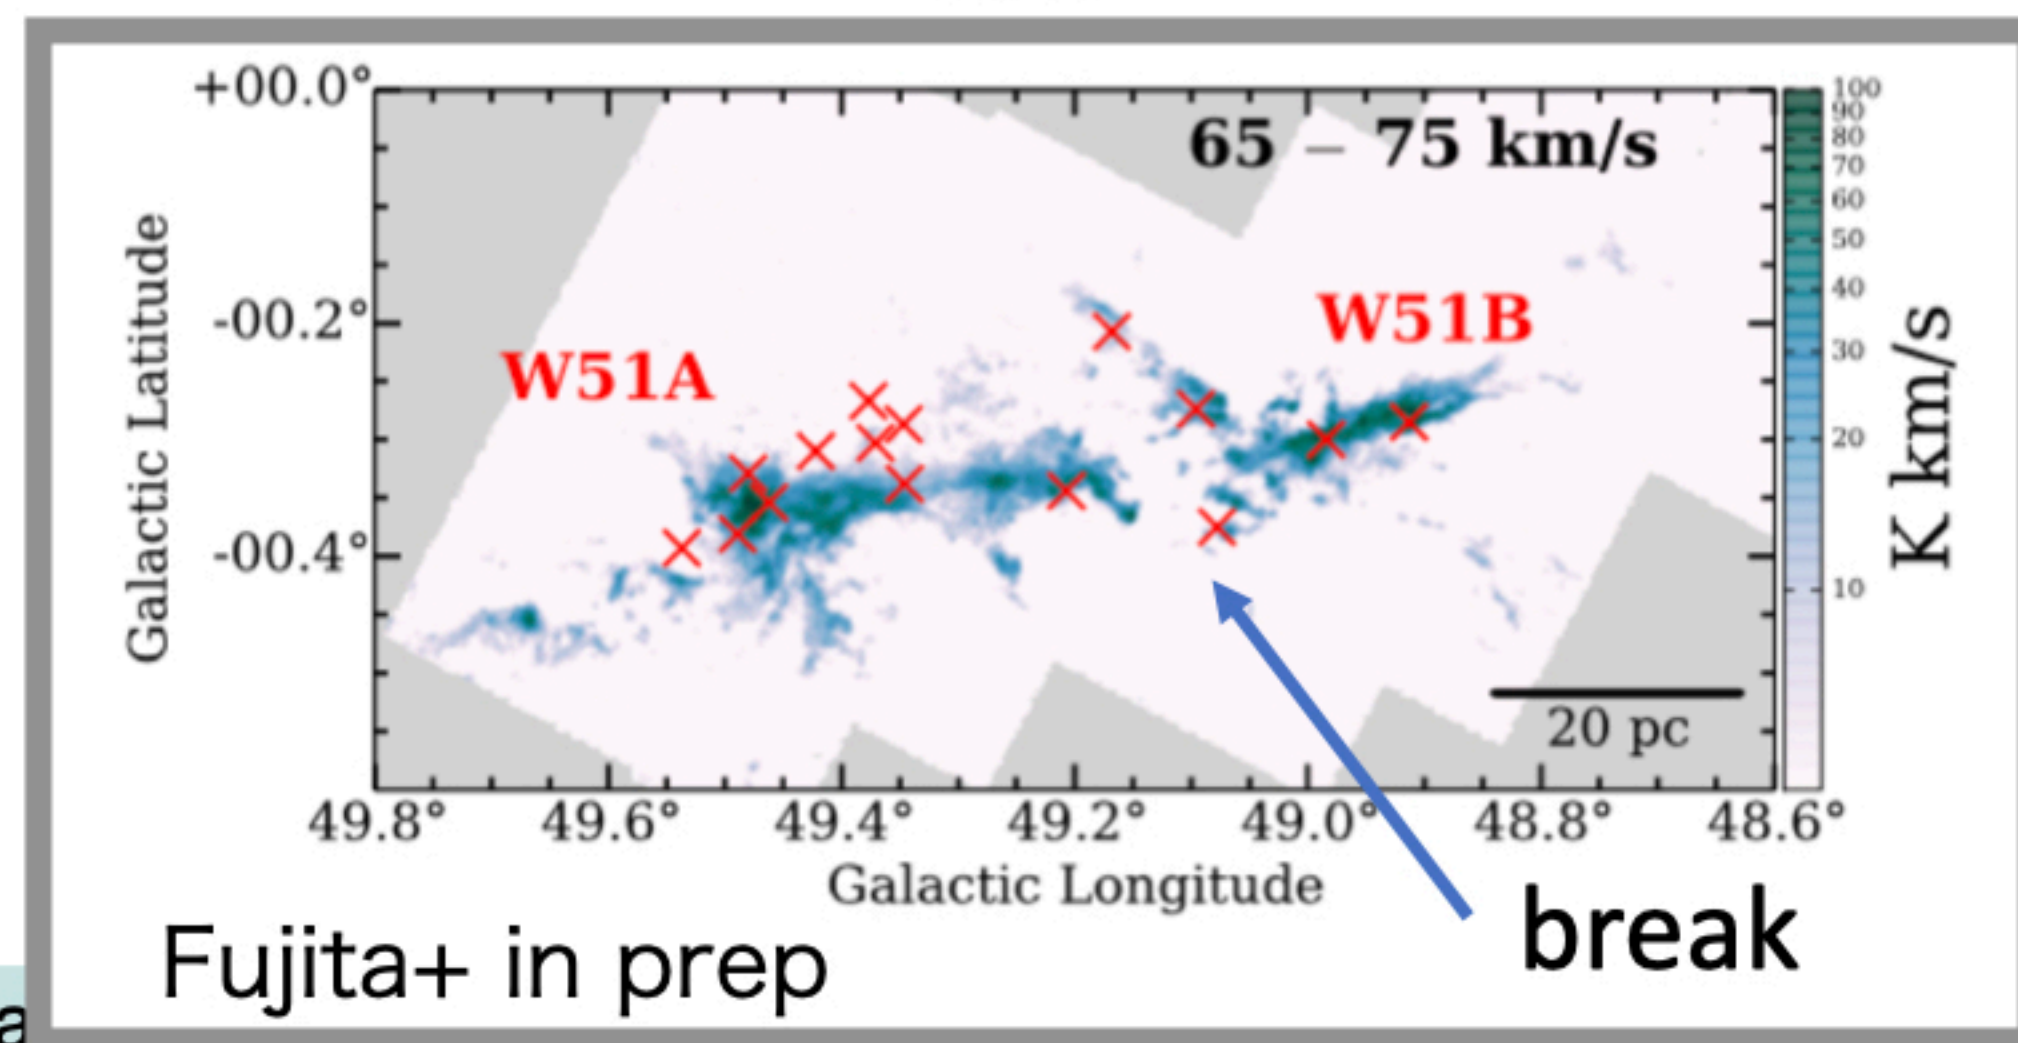 +00.0°
65 – 75 km/s
100
90
80
70
60
50
40
30
20
10
K km/s
Galactic Latitude
-00.2°
-00.4°
W51A
W51B
20 pc
49.8° 49.6° 49.4° 49.2° 49.0° 48.8° 48.6°
Galactic Longitude
break
Fujita+ in prep
a